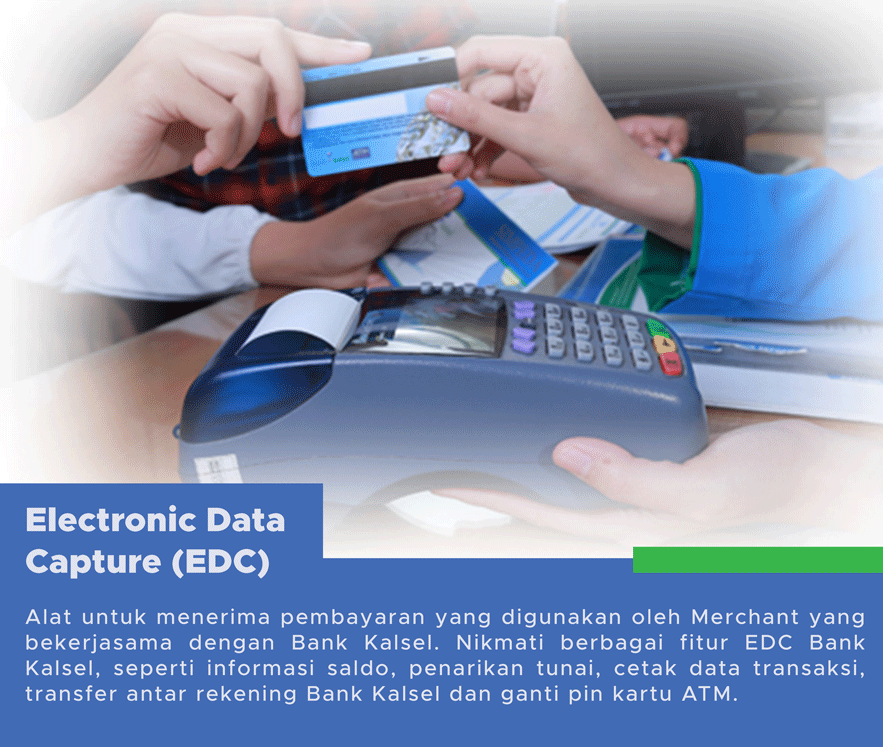 Electronic Data
Capture (EDC)
Alat untuk menerima pembayaran yang digunakan oleh Merchant yang
bekerjasama dengan Bank Kalsel. Nikmati berbagai fitur EDC Bank
Kalsel, seperti informasi saldo, penarikan tunai, cetak data transaksi,
transfer antar rekening Bank Kalsel dan ganti pin kartu ATM.